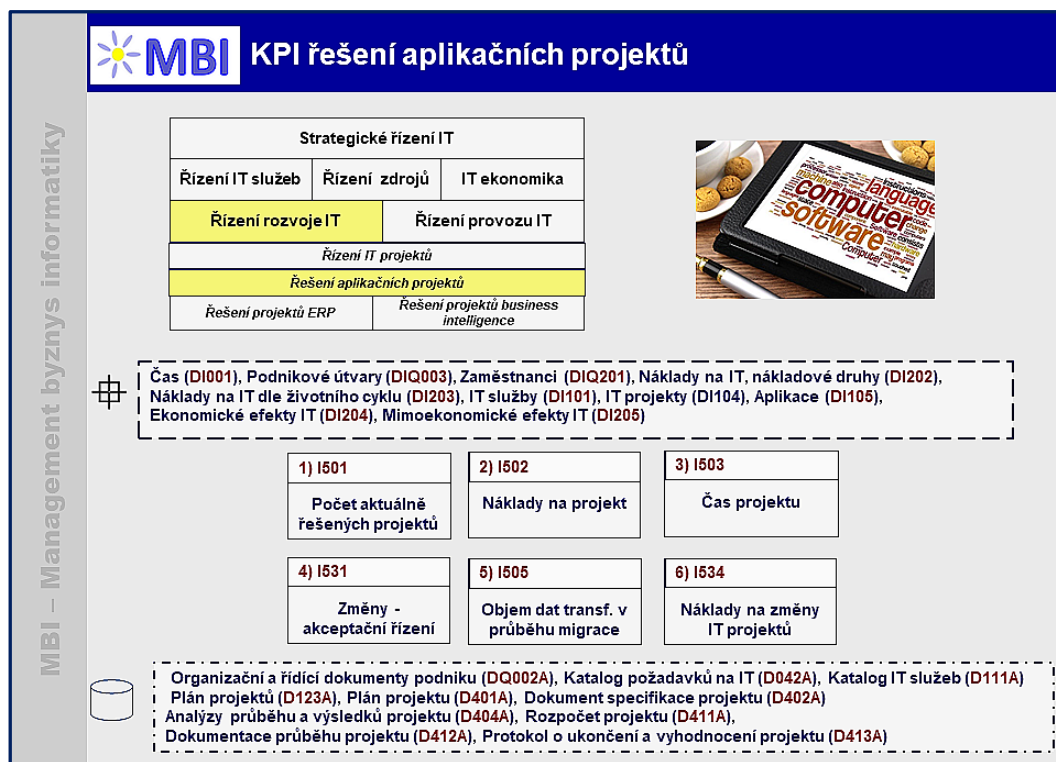 MBI KPI řešení aplikačních projektů
MBI – Management byznys informatiky
Strategické řízení IT
Řízení IT služeb Řízení zdrojů IT ekonomika
Řízení rozvoje IT Řízení provozu IT
Řízení IT projektů
Řešení aplikačních projektů
Řešení projektů ERP
Řešení projektů business
intelligence
computer
software
language
machine
Computer
Čas (DI001), Podnikové útvary (DIQ003), Zaměstnanci (DIQ201), Náklady na IT, nákladové druhy (DI202),
Náklady na IT dle životního cyklu (DI203), IT služby (DI101), IT projekty (DI104), Aplikace (DI105),
Ekonomické efekty IT (DI204), Mimoekonomické efekty IT (DI205)
1) I501
Počet aktuálně
řešených projektů
2) I502
Náklady na projekt
3) I503
Čas projektu
4) I531
Změny -
akceptační řízení
5) I505
Objem dat transf. v
průběhu migrace
6) I534
Náklady na změny
IT projektů
Organizační a řídící dokumenty podniku (DQ002A), Katalog požadavků na IT (D042A), Katalog IT služeb (D111A)
Plán projektů (D123A), Plán projektu (D401A), Dokument specifikace projektu (D402A)
Analýzy průběhu a výsledků projektu (D404A), Rozpočet projektu (D411A),
Dokumentace průběhu projektu (D412A), Protokol o ukončení a vyhodnocení projektu (D413A)